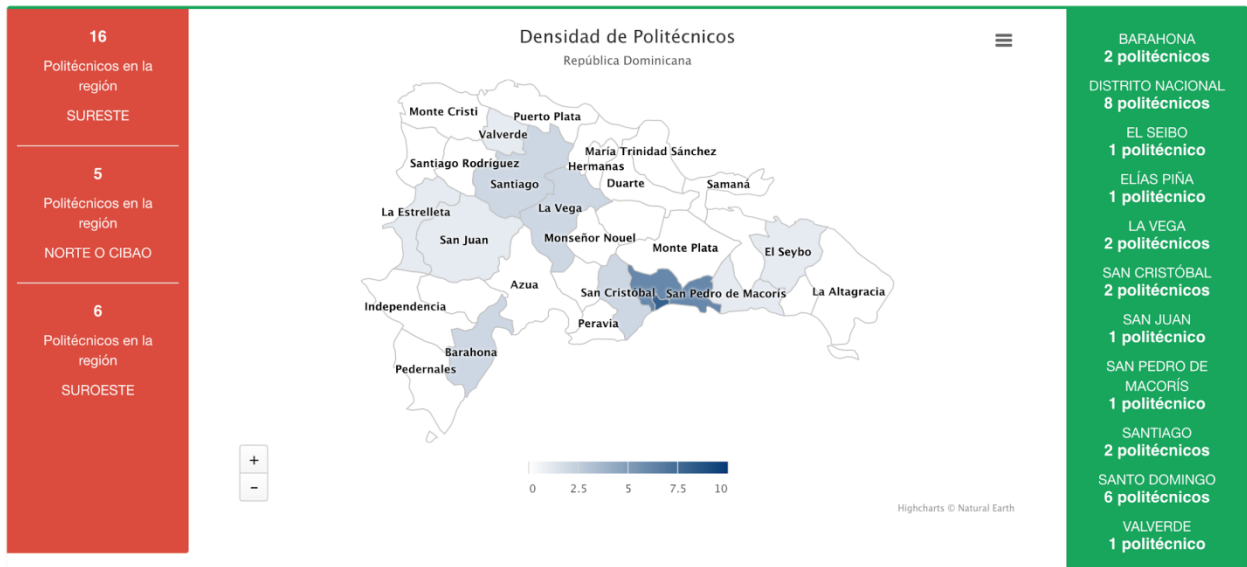 16
Politécnicos en la
región
SURESTE
5
Politécnicos en la
región
NORTE O CIBAO
6
Politécnicos en la
región
SUROESTE
Densidad de Politécnicos
República Dominicana
Monte Cristi
Puerto Plata
Valverde
María Trinidad Sánchez
Santiago Rodríguez
Hermanas
Santiago
Duarte
Samaná
La Estrelleta
La Vega
San Juan
Monseñor Nouel
Monte Plata
El Seybo
Azua
San Cristóbal
San Pedro de Macorís
La Altagracia
Independencia
Peravia
Barahona
Pedernales
+
−
0 2.5 5 7.5 10
Highcharts © Natural Earth
BARAHONA
2 politécnicos
DISTRITO NACIONAL
8 politécnicos
EL SEIBO
1 politécnico
ELÍAS PIÑA
1 politécnico
LA VEGA
2 politécnicos
SAN CRISTÓBAL
2 politécnicos
SAN JUAN
1 politécnico
SAN PEDRO DE
MACORÍS
1 politécnico
SANTIAGO
2 politécnicos
SANTO DOMINGO
6 politécnicos
VALVERDE
1 politécnico